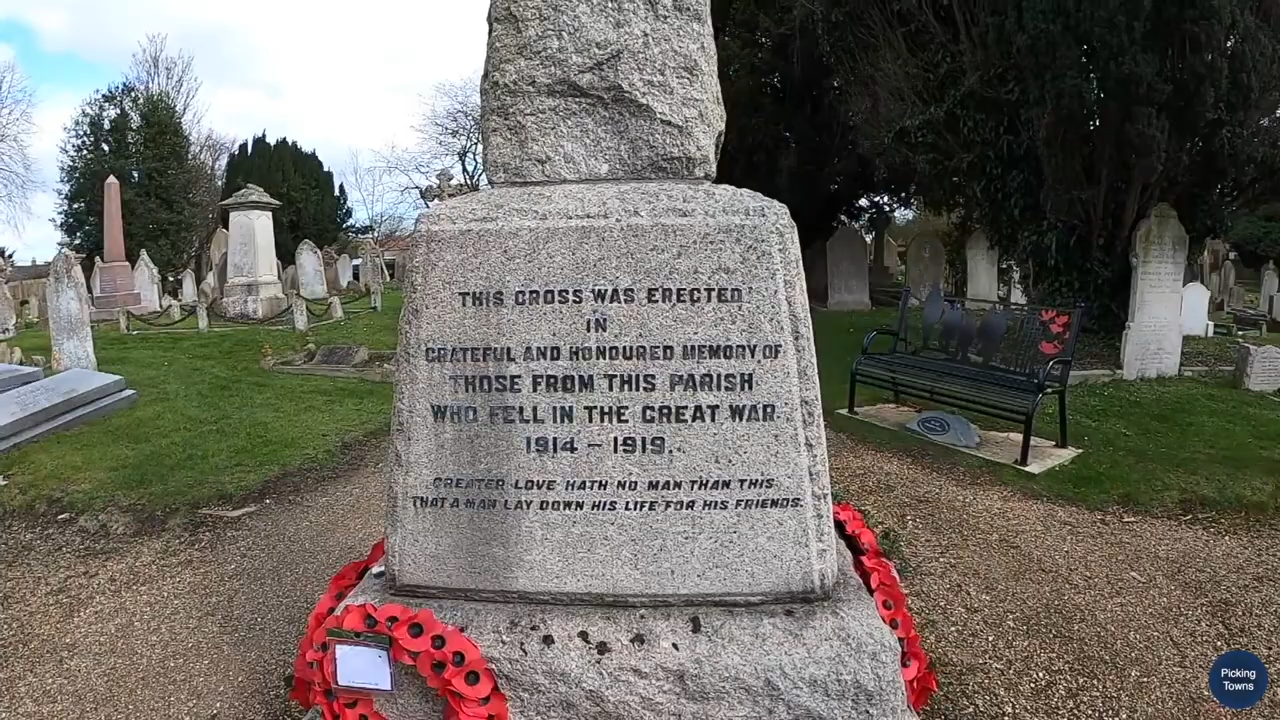 THIS CROSS WAS ERECTED
IN
GRATEFUL AND HONOURED MEMORY OF
THOSE FROM THIS PARISH
WHO FELL IN THE GREAT WAR
1914 – 1919.
GREATER LOVE HATH NO MAN THAN THIS
THAT A MAN LAY DOWN HIS LIFE FOR HIS FRIENDS.
Picking
Towns